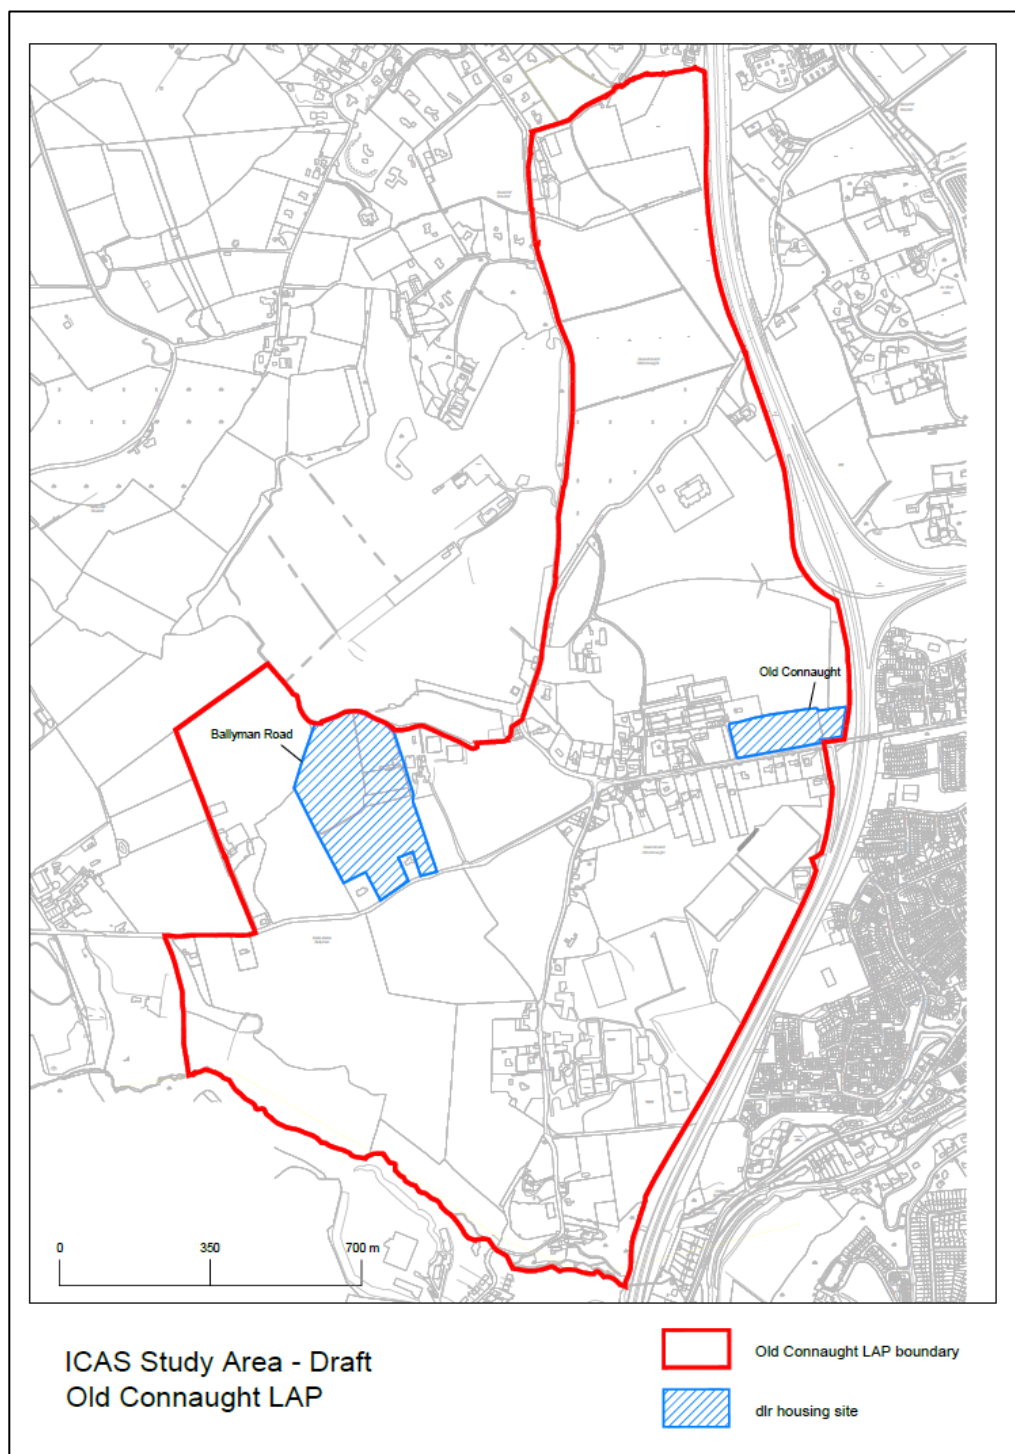 Old Connaught
Ballyman Road
0
350
700 m
ICAS Study Area - Draft
Old Connaught LAP
Old Connaught LAP boundary
dlr housing site